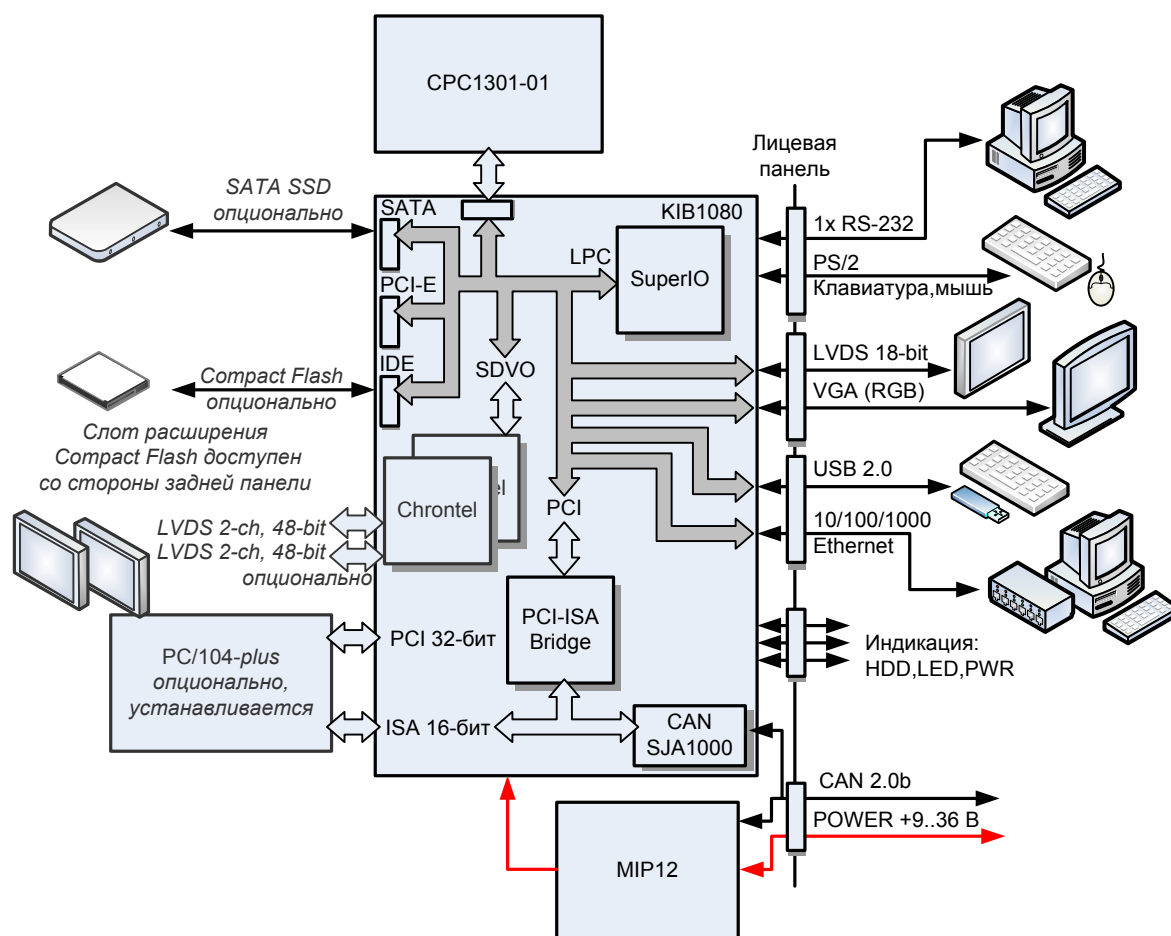 CPC1301-01
Лицевая
панель
SATA SSD
опционально
SATA
KIB1080
1x RS-232
LPC
SuperIO
PS/2
Клавиатура,мышь
PCI-E
LVDS 18-bit
IDE
SDVO
VGA (RGB)
Compact Flash
опционально
Слот расширения
Compact Flash доступен
со стороны задней панели
USB 2.0
el
Chrontel
PCI
LVDS 2-ch, 48-bit
LVDS 2-ch, 48-bit
опционально
10/100/1000
Ethernet
PCI-ISA
Bridge
PCI 32-бит
Индикация:
HDD,LED,PWR
PC/104-plus
опционально,
устанавливается
ISA 16-бит
CAN
SJA1000
CAN 2.0b
POWER +9..36 В
MIP12